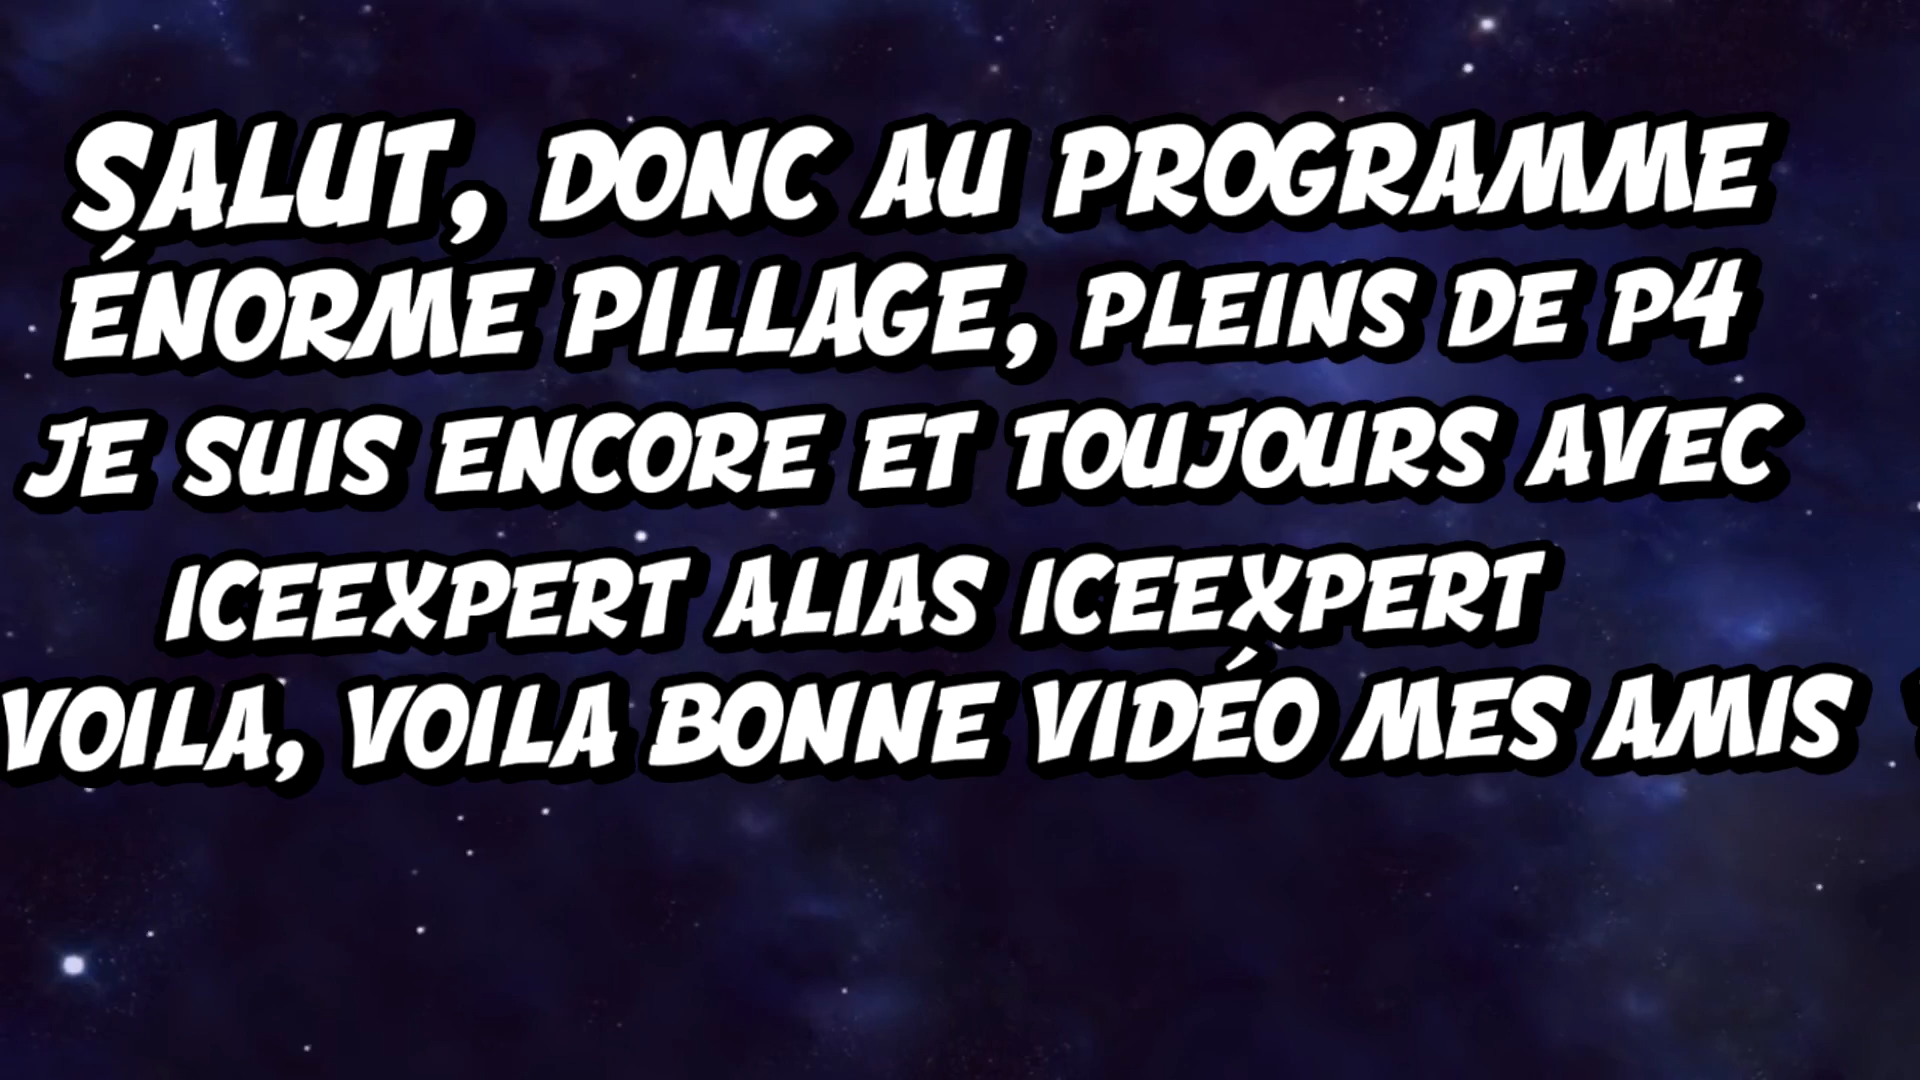 SALUT, DONC AU PROGRAMME
ÉNORME PILLAGE, PLEINS DE P4
JE SUIS ENCORE ET TOUJOURS AVEC
ICEEXPERT ALIAS ICEEXPERT
VOILA, VOILA BONNE VIDÉO MES AMIS